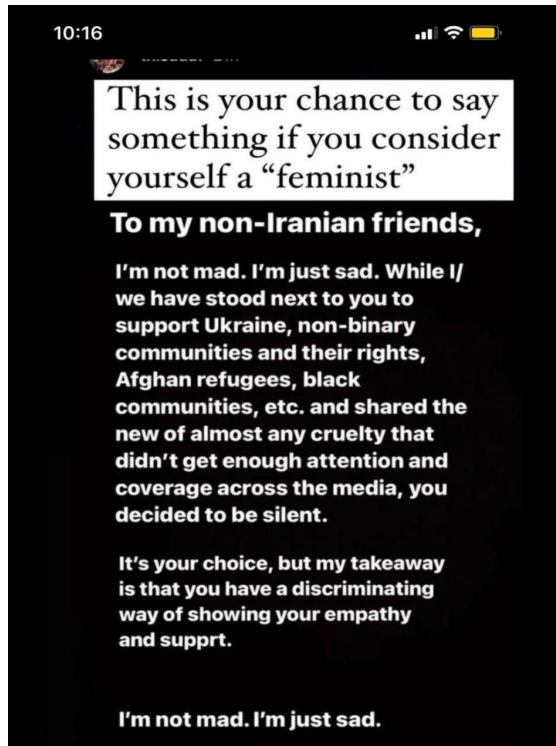 10:16
This is your chance to say
something if you consider
yourself a “feminist”
To my non-Iranian friends,
I’m not mad. I’m just sad. While I/
we have stood next to you to
support Ukraine, non-binary
communities and their rights,
Afghan refugees, black
communities, etc. and shared the
new of almost any cruelty that
didn’t get enough attention and
coverage across the media, you
decided to be silent.
It’s your choice, but my takeaway
is that you have a discriminating
way of showing your empathy
and supprt.
I’m not mad. I’m just sad.